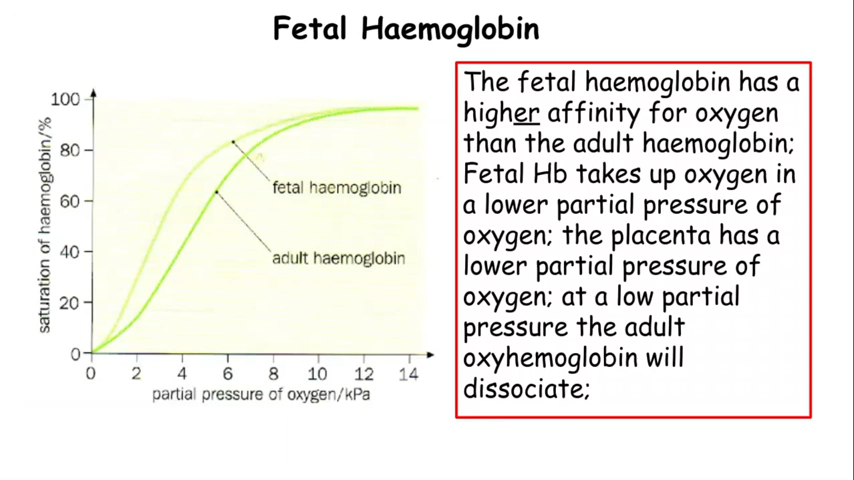 Fetal Haemoglobin
The fetal haemoglobin has a
higher affinity for oxygen
than the adult haemoglobin;
Fetal Hb takes up oxygen in
a lower partial pressure of
oxygen; the placenta has a
lower partial pressure of
oxygen; at a low partial
pressure the adult
oxyhemoglobin will
dissociate;
saturation of haemoglobin/%
100
80
60
40
20
0
fetal haemoglobin
adult haemoglobin
0 2 4 6 8 10 12 14
partial pressure of oxygen/kPa